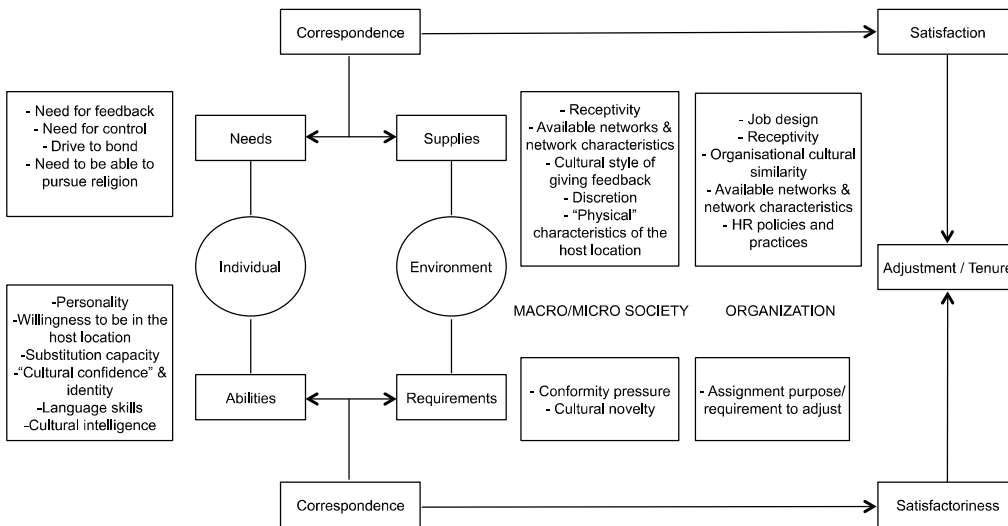 Correspondence
Satisfaction
- Need for feedback
- Need for control
- Drive to bond
- Need to be able to
pursue religion
Needs
Supplies
- Receptivity
- Available networks &
network characteristics
- Cultural style of
giving feedback
- Discretion
- “Physical”
characteristics of the
host location
- Job design
- Receptivity
- Organisational cultural
similarity
- Available networks &
network characteristics
- HR policies and
practices
Individual
Environment
Adjustment / Tenure
MACRO/MICRO SOCIETY
ORGANIZATION
-Personality
-Willingness to be in the
host location
-Substitution capacity
-“Cultural confidence” &
identity
-Language skills
-Cultural intelligence
Abilities
Requirements
- Conformity pressure
- Cultural novelty
- Assignment purpose/
requirement to adjust
Correspondence
Satisfactoriness